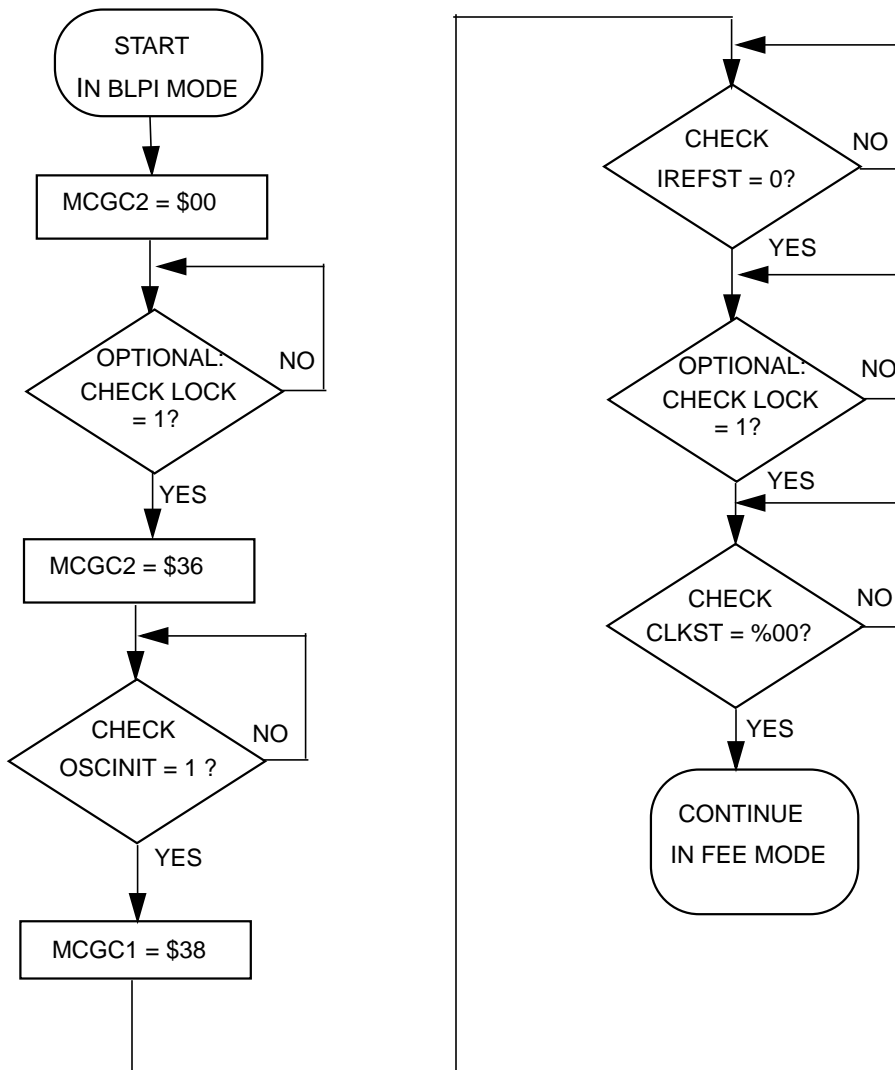 START
IN BLPI MODE
MCGC2 = $00
OPTIONAL:
CHECK LOCK
= 1?
NO
YES
MCGC2 = $36
CHECK
OSCINIT = 1 ?
NO
YES
MCGC1 = $38
CHECK
IREFST = 0?
NO
YES
OPTIONAL:
CHECK LOCK
= 1?
NO
YES
CHECK
CLKST = %00?
NO
YES
CONTINUE
IN FEE MODE